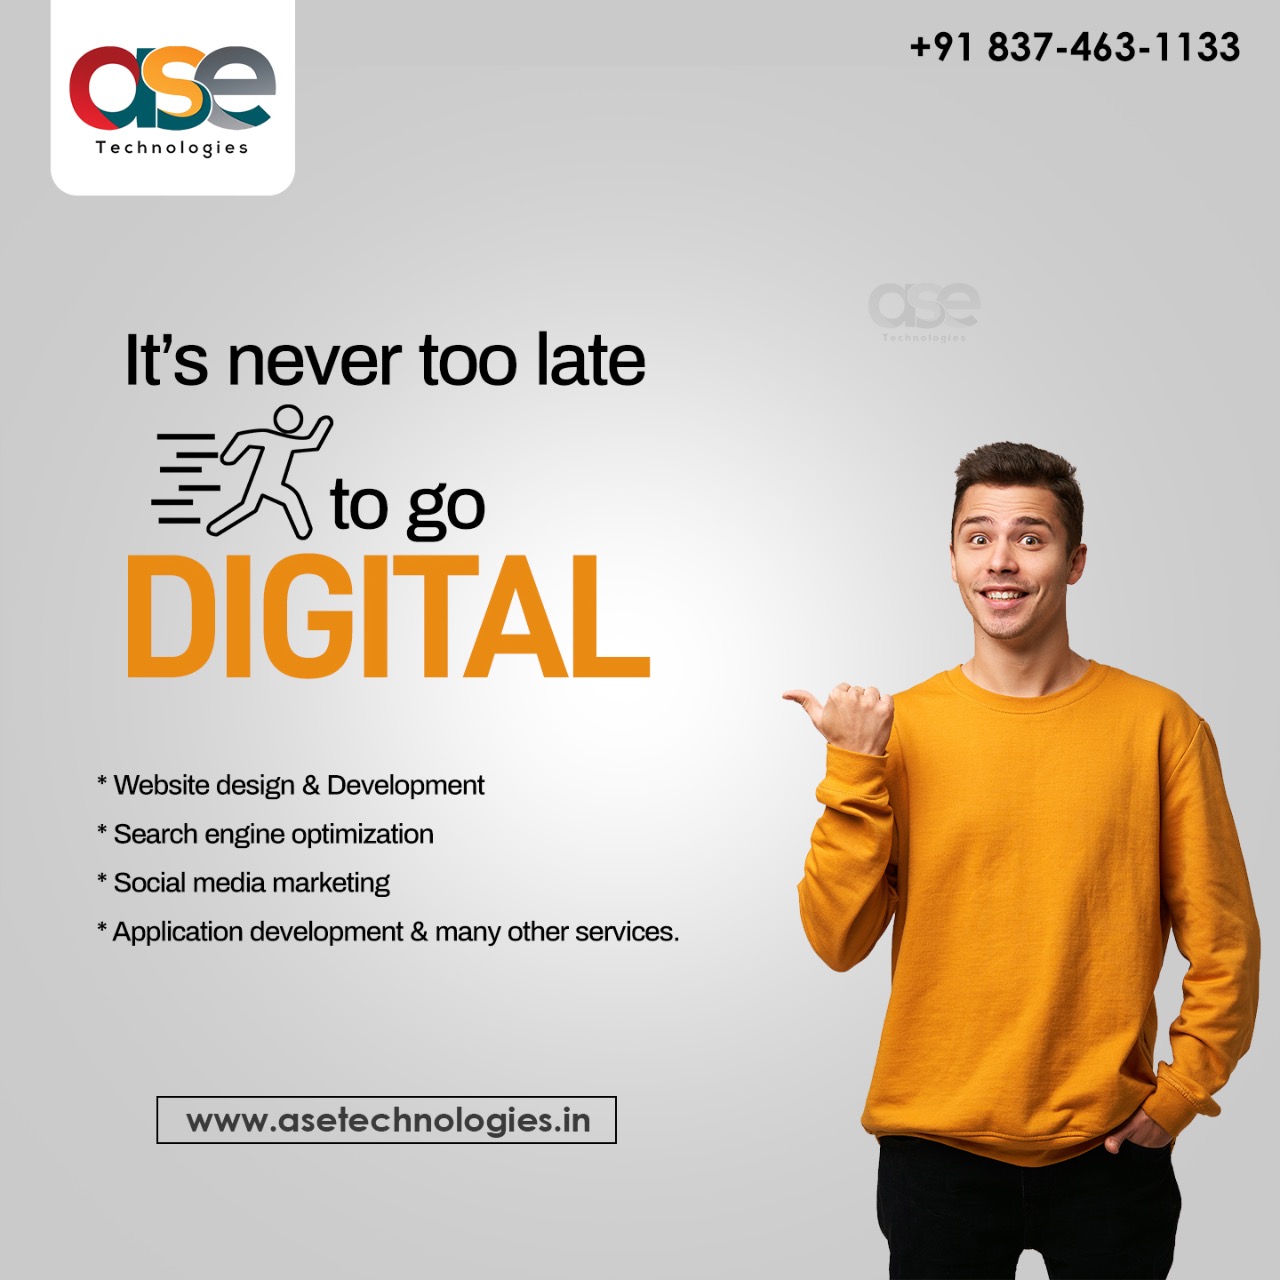 ase
Technologies
+91 837-463-1133
ase
Technologies
It's never too late
to go
DIGITAL
* Website design & Development
* Search engine optimization
* Social media marketing
* Application development & many other services.
www.asetechnologies.in